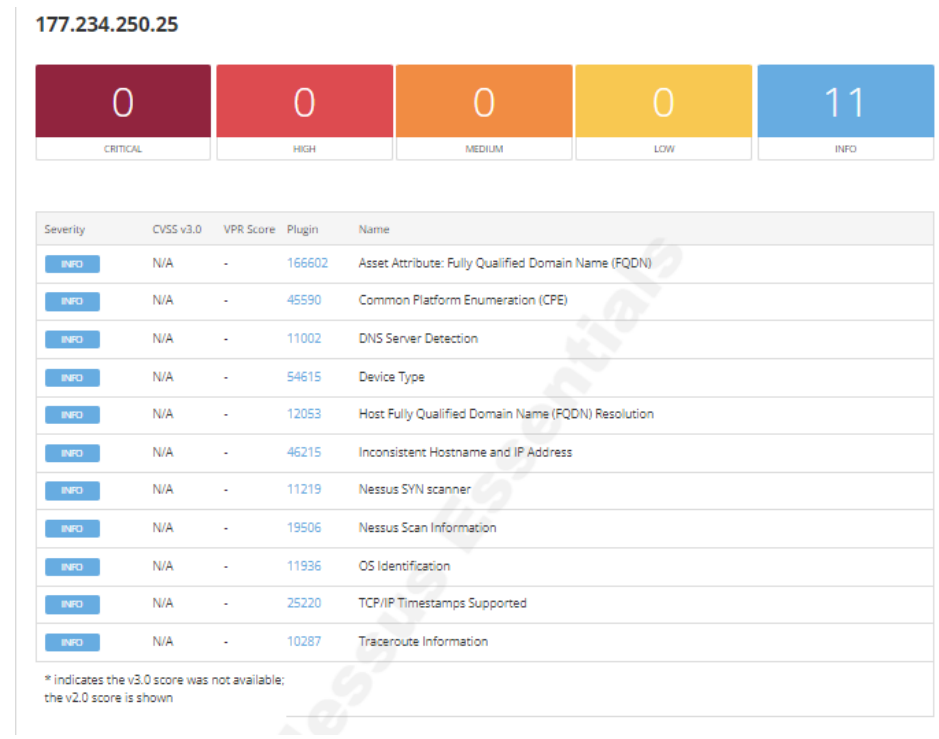 177.234.250.25
0 0 0 0 11
CRITICAL HIGH MEDIUM LOW INFO
Severity CVSS v3.0 VPR Score Plugin Name
INFO N/A - 166602 Asset Attribute: Fully Qualified Domain Name (FQDN)
INFO N/A - 45590 Common Platform Enumeration (CPE)
INFO N/A - 11002 DNS Server Detection
INFO N/A - 54615 Device Type
INFO N/A - 12053 Host Fully Qualified Domain Name (FQDN) Resolution
INFO N/A - 46215 Inconsistent Hostname and IP Address
INFO N/A - 11219 Nessus SYN scanner
INFO N/A - 19506 Nessus Scan Information
INFO N/A - 11936 OS Identification
INFO N/A - 25220 TCP/IP Timestamps Supported
INFO N/A - 10287 Traceroute Information
* indicates the v3.0 score was not available;
the v2.0 score is shown
essus Essentials